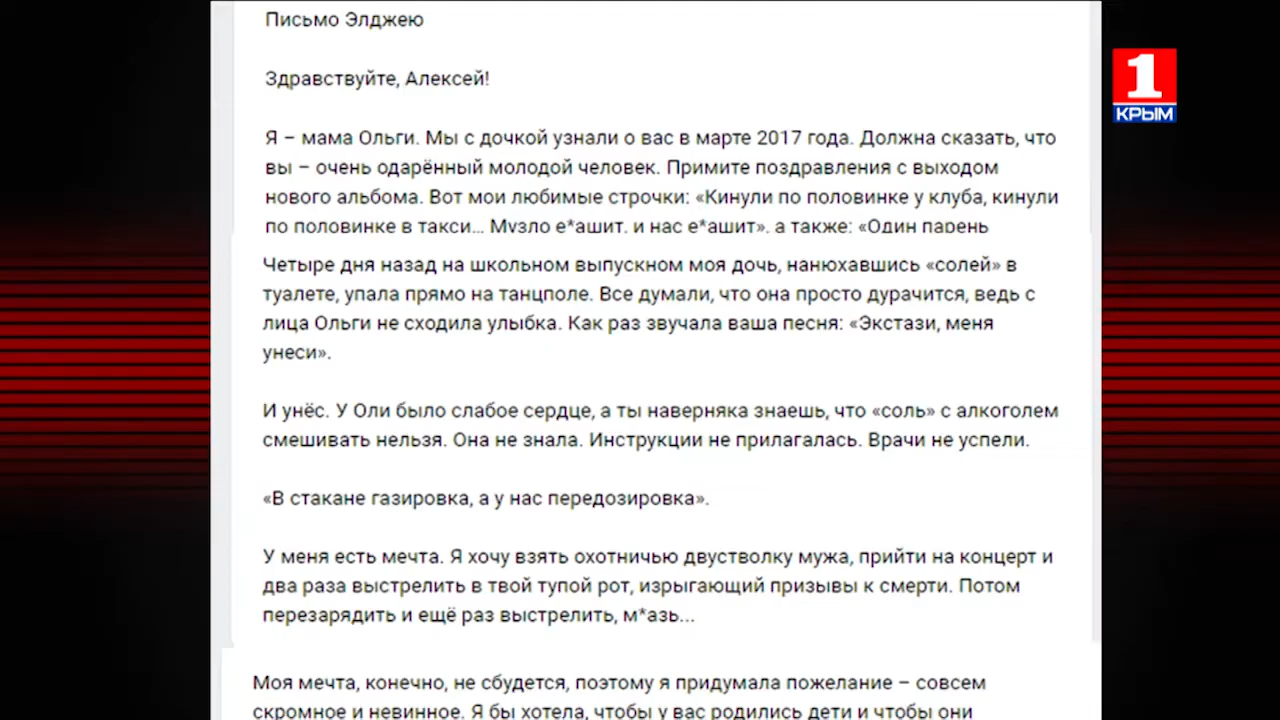 Письмо Элджею
Здравствуйте, Алексей!
Я – мама Ольги. Мы с дочкой узнали о вас в марте 2017 года. Должна сказать, что
вы – очень одарённый молодой человек. Примите поздравления с выходом
нового альбома. Вот мои любимые строчки: «Кинули по половинке у клуба, кинули
по половинке в такси... Музло е*ашит, и нас е*ашит», а также: «Один парень
Четыре дня назад на школьном выпускном моя дочь, нанюхавшись «солей» в
туалете, упала прямо на танцполе. Все думали, что она просто дурачится, ведь с
лица Ольги не сходила улыбка. Как раз звучала ваша песня: «Экстази, меня
унеси».
И унёс. У Оли было слабое сердце, а ты наверняка знаешь, что «соль» с алкоголем
смешивать нельзя. Она не знала. Инструкции не прилагалась. Врачи не успели.
«В стакане газировка, а у нас передозировка».
У меня есть мечта. Я хочу взять охотничью двустволку мужа, прийти на концерт и
два раза выстрелить в твой тупой рот, изрыгающий призывы к смерти. Потом
перезарядить и ещё раз выстрелить, м*азь...
Моя мечта, конечно, не сбудется, поэтому я придумала пожелание – совсем
скромное и невинное. Я бы хотела, чтобы у вас родились дети и чтобы они
1
КРЫМ